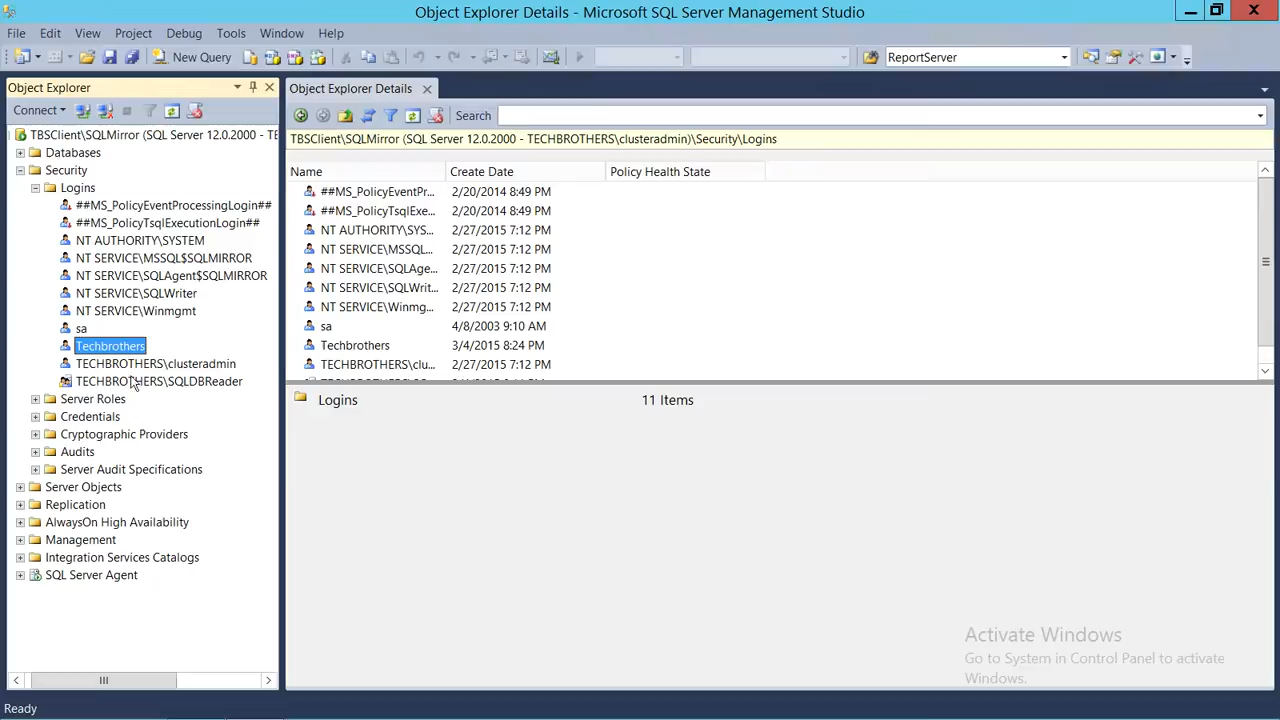 Object Explorer Details - Microsoft SQL Server Management Studio
File Edit View Project Debug Tools Window Help
New Query
ReportServer
Object Explorer
Connect
TBSClient\SQLMirror (SQL Server 12.0.2000 - TE
Databases
Security
Logins
##MS_PolicyEventProcessingLogin##
##MS_PolicyTsqlExecutionLogin##
NT AUTHORITY\SYSTEM
NT SERVICE\MSSQL$SQLMIRROR
NT SERVICE\SQLAgent$SQLMIRROR
NT SERVICE\SQLWriter
NT SERVICE\Winmgmt
sa
Techbrothers
TECHBROTHERS\clusteradmin
TECHBROTHERS\SQLDBReader
Server Roles
Credentials
Cryptographic Providers
Audits
Server Audit Specifications
Server Objects
Replication
AlwaysOn High Availability
Management
Integration Services Catalogs
SQL Server Agent
Object Explorer Details
Search
TBSClient\SQLMirror (SQL Server 12.0.2000 - TECHBROTHERS\clusteradmin)\Security\Logins
Name Create Date Policy Health State
##MS_PolicyEventPr... 2/20/2014 8:49 PM
##MS_PolicyTsqlExe... 2/20/2014 8:49 PM
NT AUTHORITY\SYS... 2/27/2015 7:12 PM
NT SERVICE\MSSQL... 2/27/2015 7:12 PM
NT SERVICE\SQLAge... 2/27/2015 7:12 PM
NT SERVICE\SQLWrit... 2/27/2015 7:12 PM
NT SERVICE\Winmg... 2/27/2015 7:12 PM
sa 4/8/2003 9:10 AM
Techbrothers 3/4/2015 8:24 PM
TECHBROTHERS\clu... 2/27/2015 7:12 PM
Logins 11 Items
Activate Windows
Go to System in Control Panel to activate
Windows.
Ready